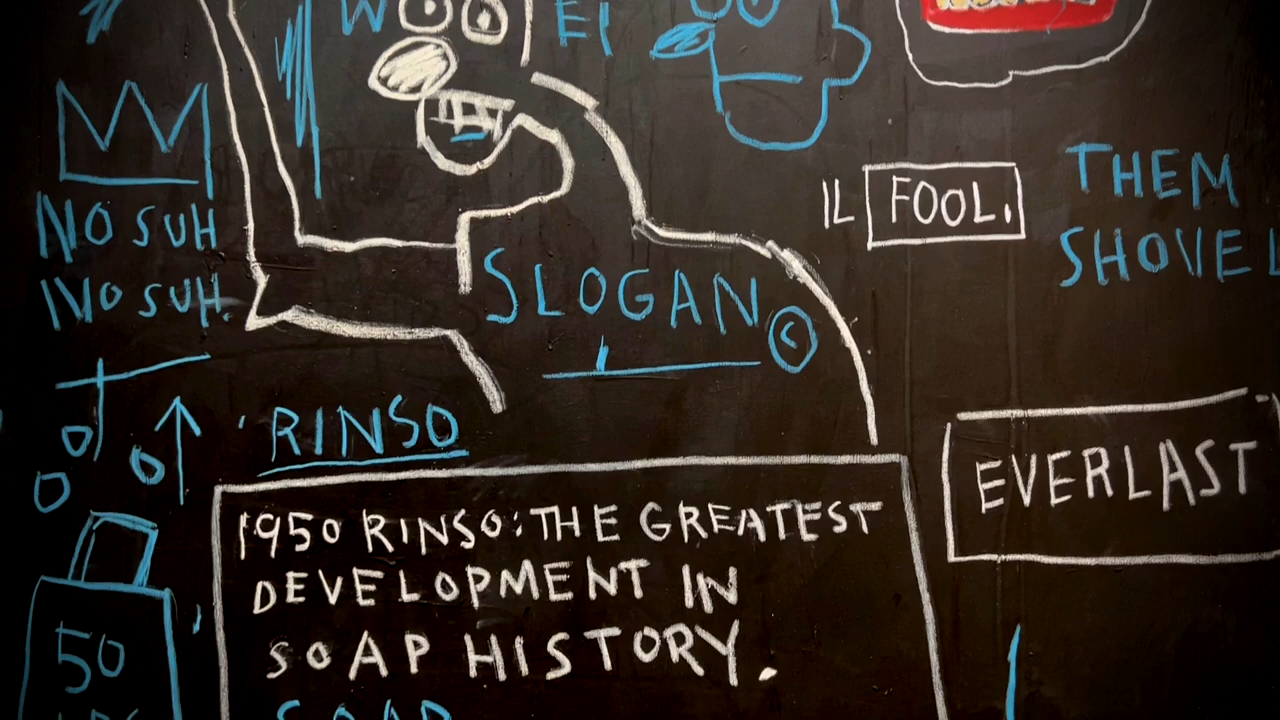 NO SUH
NO SUH.
IL FOOL.
THEM
SHOVEL
SLOGAN ©
RINSO
EVERLAST
1950 RINSO: THE GREATEST
DEVELOPMENT IN
SOAP HISTORY.
SOAP
50